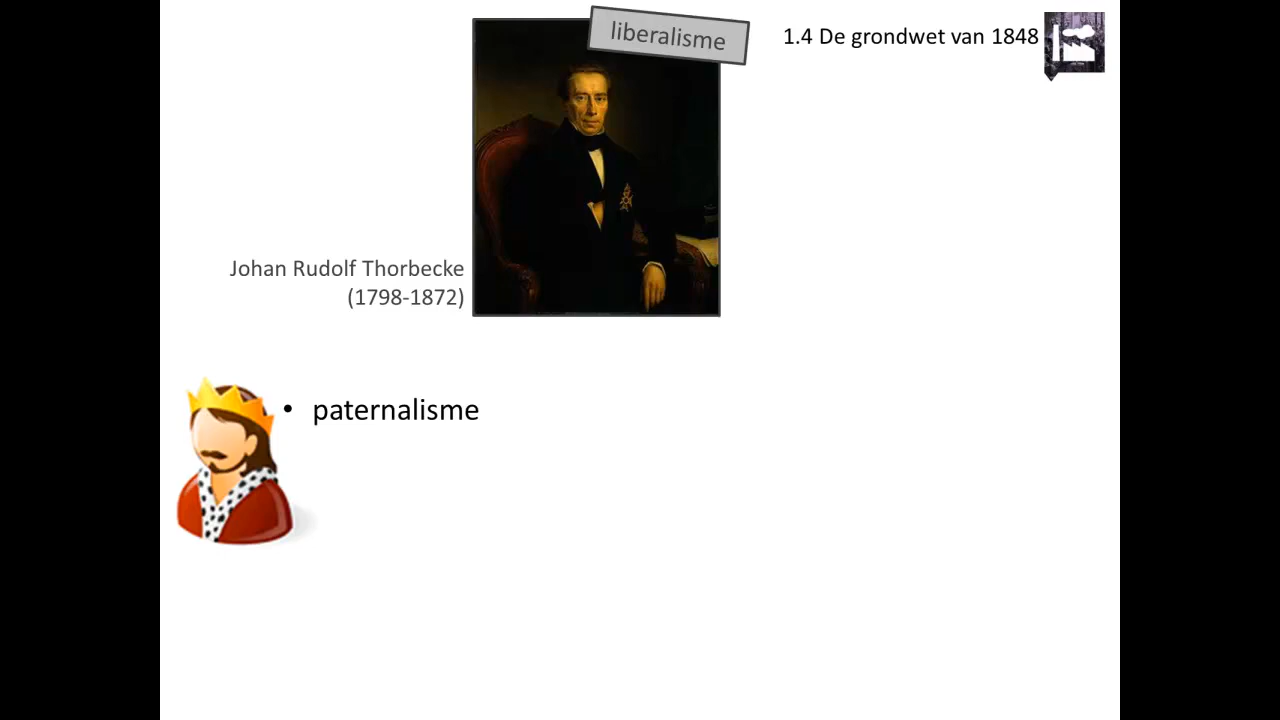 liberalisme
1.4 De grondwet van 1848
Johan Rudolf Thorbecke
(1798-1872)
• paternalisme